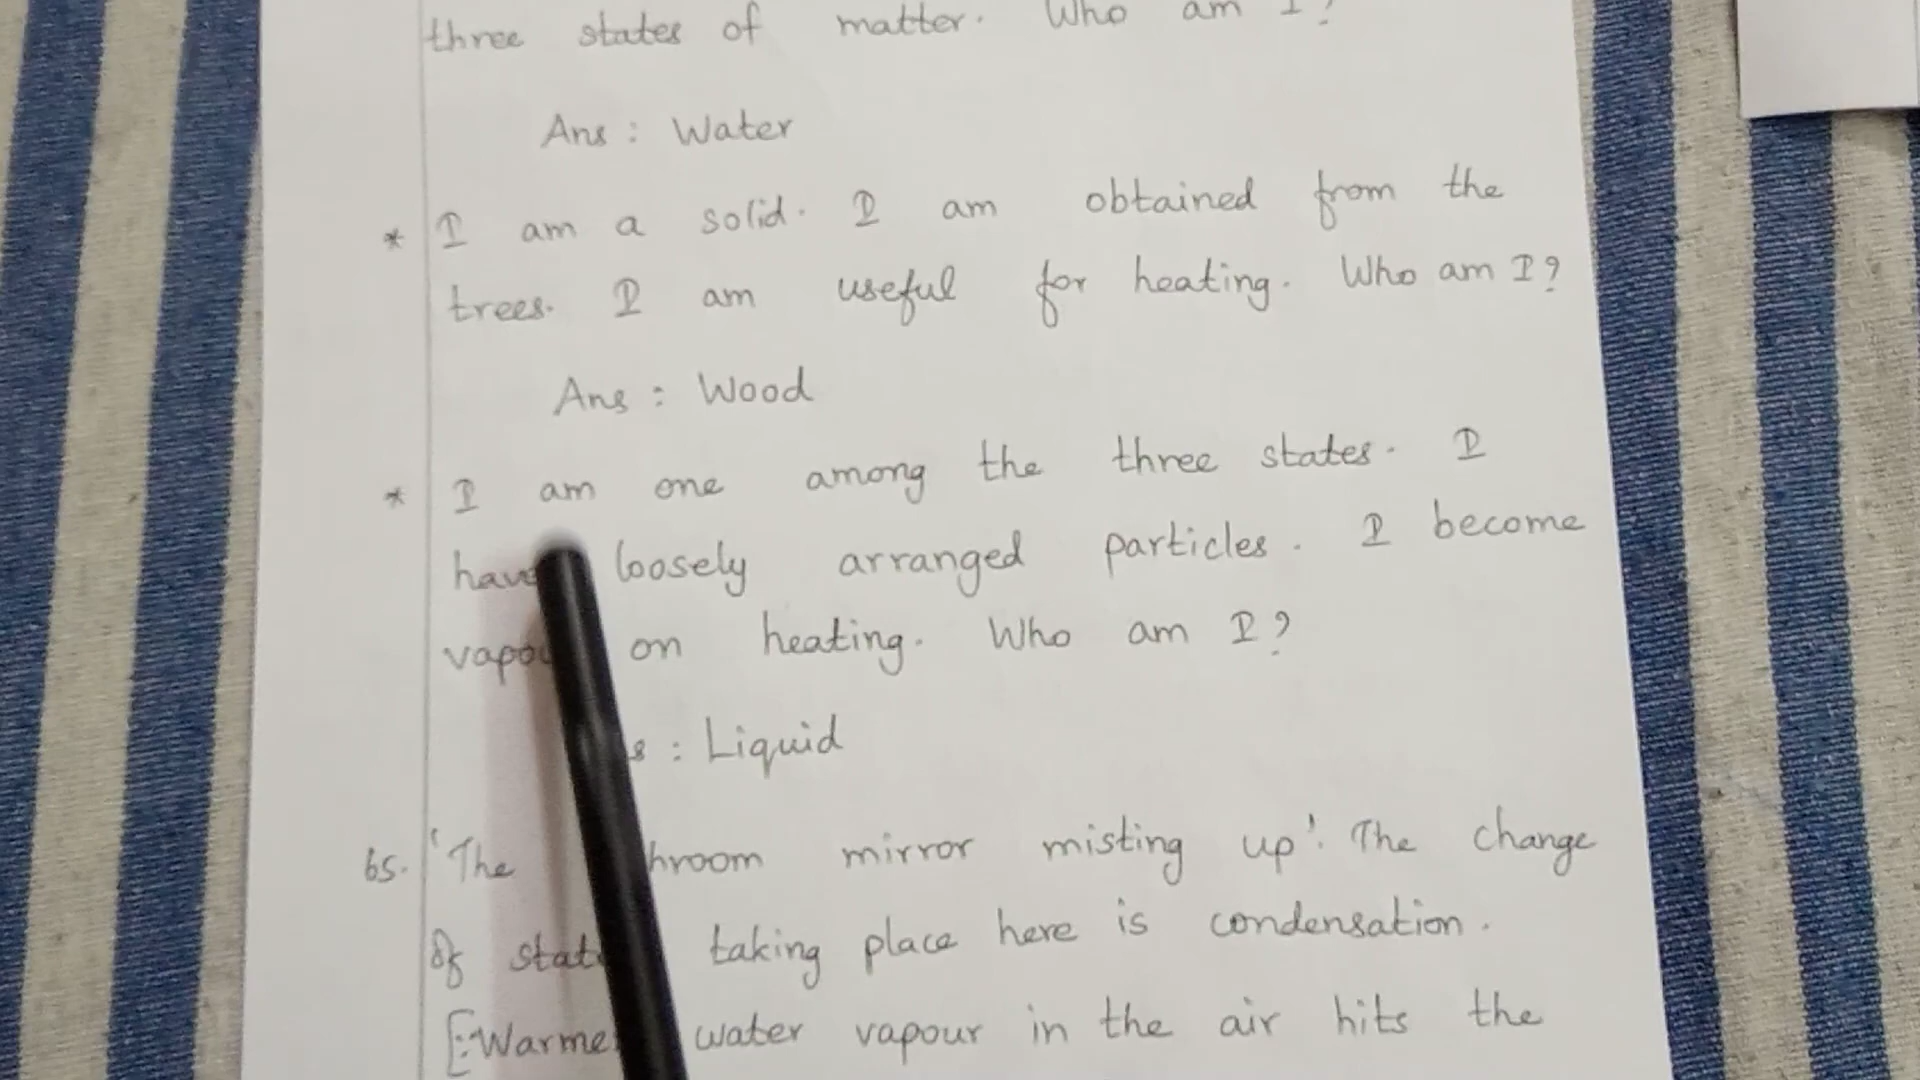 three states of matter. Who am I?
Ans : Water
* I am a solid. I am obtained from the
trees. I am useful for heating. Who am I?
Ans : Wood
* I am one among the three states. I
have loosely arranged particles. I become
on heating. Who am I?
: Liquid
65. 'The mirror misting up'. The change
Of taking place here is condensation.
water vapour in the air hits the